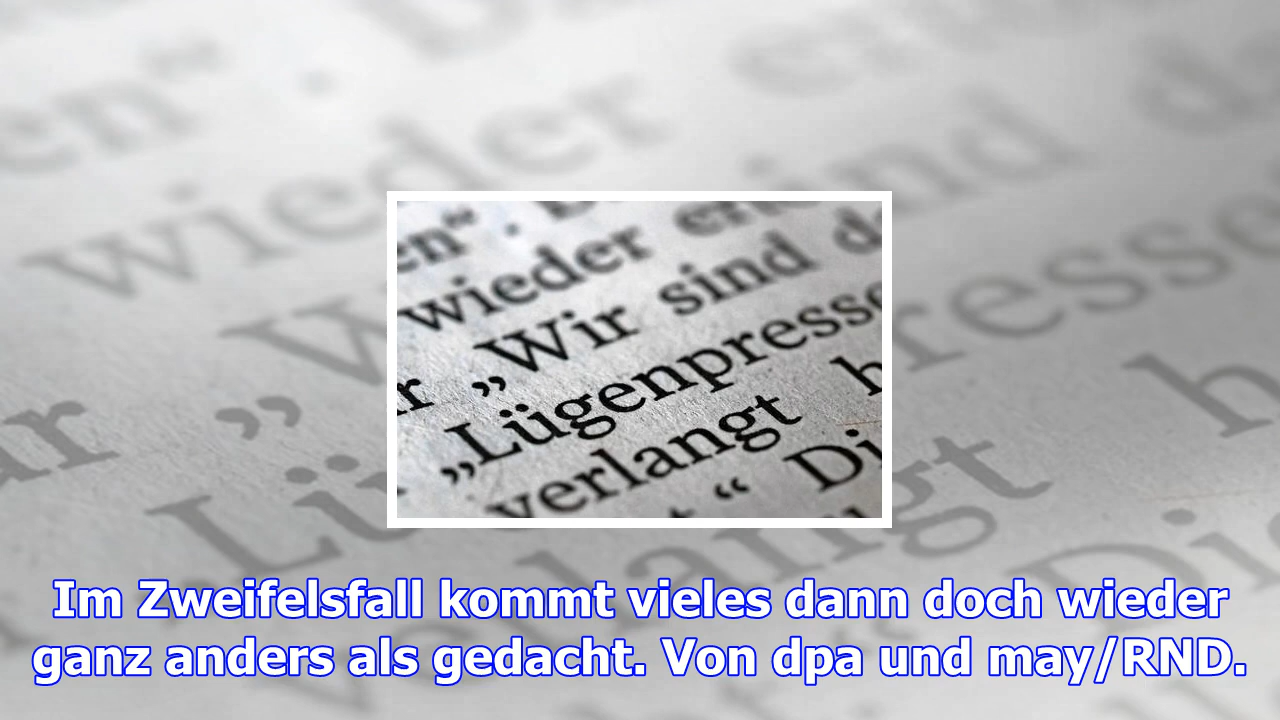 en“.
wieder
„Wir sind d
„Lügenpresse
verlangt h
“ Di
Im Zweifelsfall kommt vieles dann doch wieder
ganz anders als gedacht. Von dpa und may/RND.